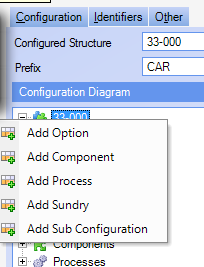 Configuration Identifiers Other
Configured Structure 33-000
Prefix CAR
Configuration Diagram
33-000
Add Option
Add Component
Add Process
Add Sundry
Add Sub Configuration
Components
Processes